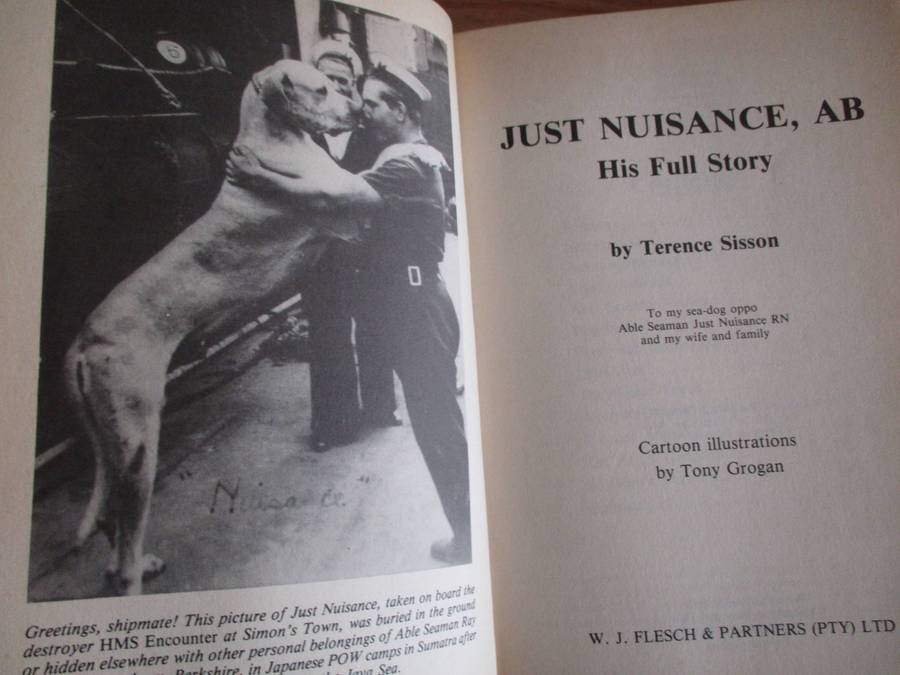 "Nuisance"
Greetings, shipmate! This picture of Just Nuisance, taken on board the
destroyer HMS Encounter at Simon's Town, was buried in the ground
or hidden elsewhere with other personal belongings of Able Seaman Ray
Berkshire, in Japanese POW camps in Sumatra after
the Java Sea.
JUST NUISANCE, AB
His Full Story
by Terence Sisson
To my sea-dog oppo
Able Seaman Just Nuisance RN
and my wife and family
Cartoon illustrations
by Tony Grogan
W. J. FLESCH & PARTNERS (PTY) LTD